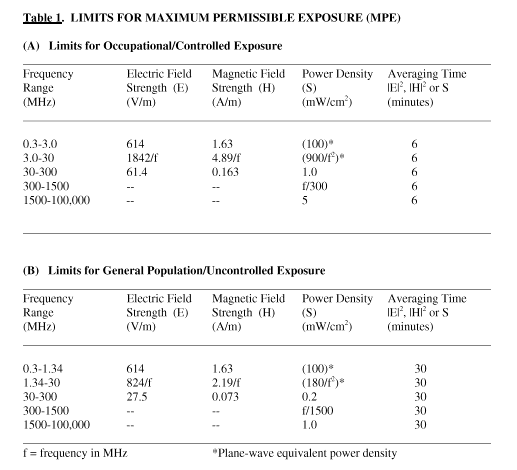 Table 1. LIMITS FOR MAXIMUM PERMISSIBLE EXPOSURE (MPE)
(A) Limits for Occupational/Controlled Exposure
Frequency Electric Field Magnetic Field Power Density Averaging Time
Range Strength (E) Strength (H) (S) |E|², |H|² or S
(MHz) (V/m) (A/m) (mW/cm²) (minutes)
0.3-3.0 614 1.63 (100)* 6
3.0-30 1842/f 4.89/f (900/f²)* 6
30-300 61.4 0.163 1.0 6
300-1500 -- -- f/300 6
1500-100,000 -- -- 5 6
(B) Limits for General Population/Uncontrolled Exposure
Frequency Electric Field Magnetic Field Power Density Averaging Time
Range Strength (E) Strength (H) (S) |E|², |H|² or S
(MHz) (V/m) (A/m) (mW/cm²) (minutes)
0.3-1.34 614 1.63 (100)* 30
1.34-30 824/f 2.19/f (180/f²)* 30
30-300 27.5 0.073 0.2 30
300-1500 -- -- f/1500 30
1500-100,000 -- -- 1.0 30
f = frequency in MHz *Plane-wave equivalent power density